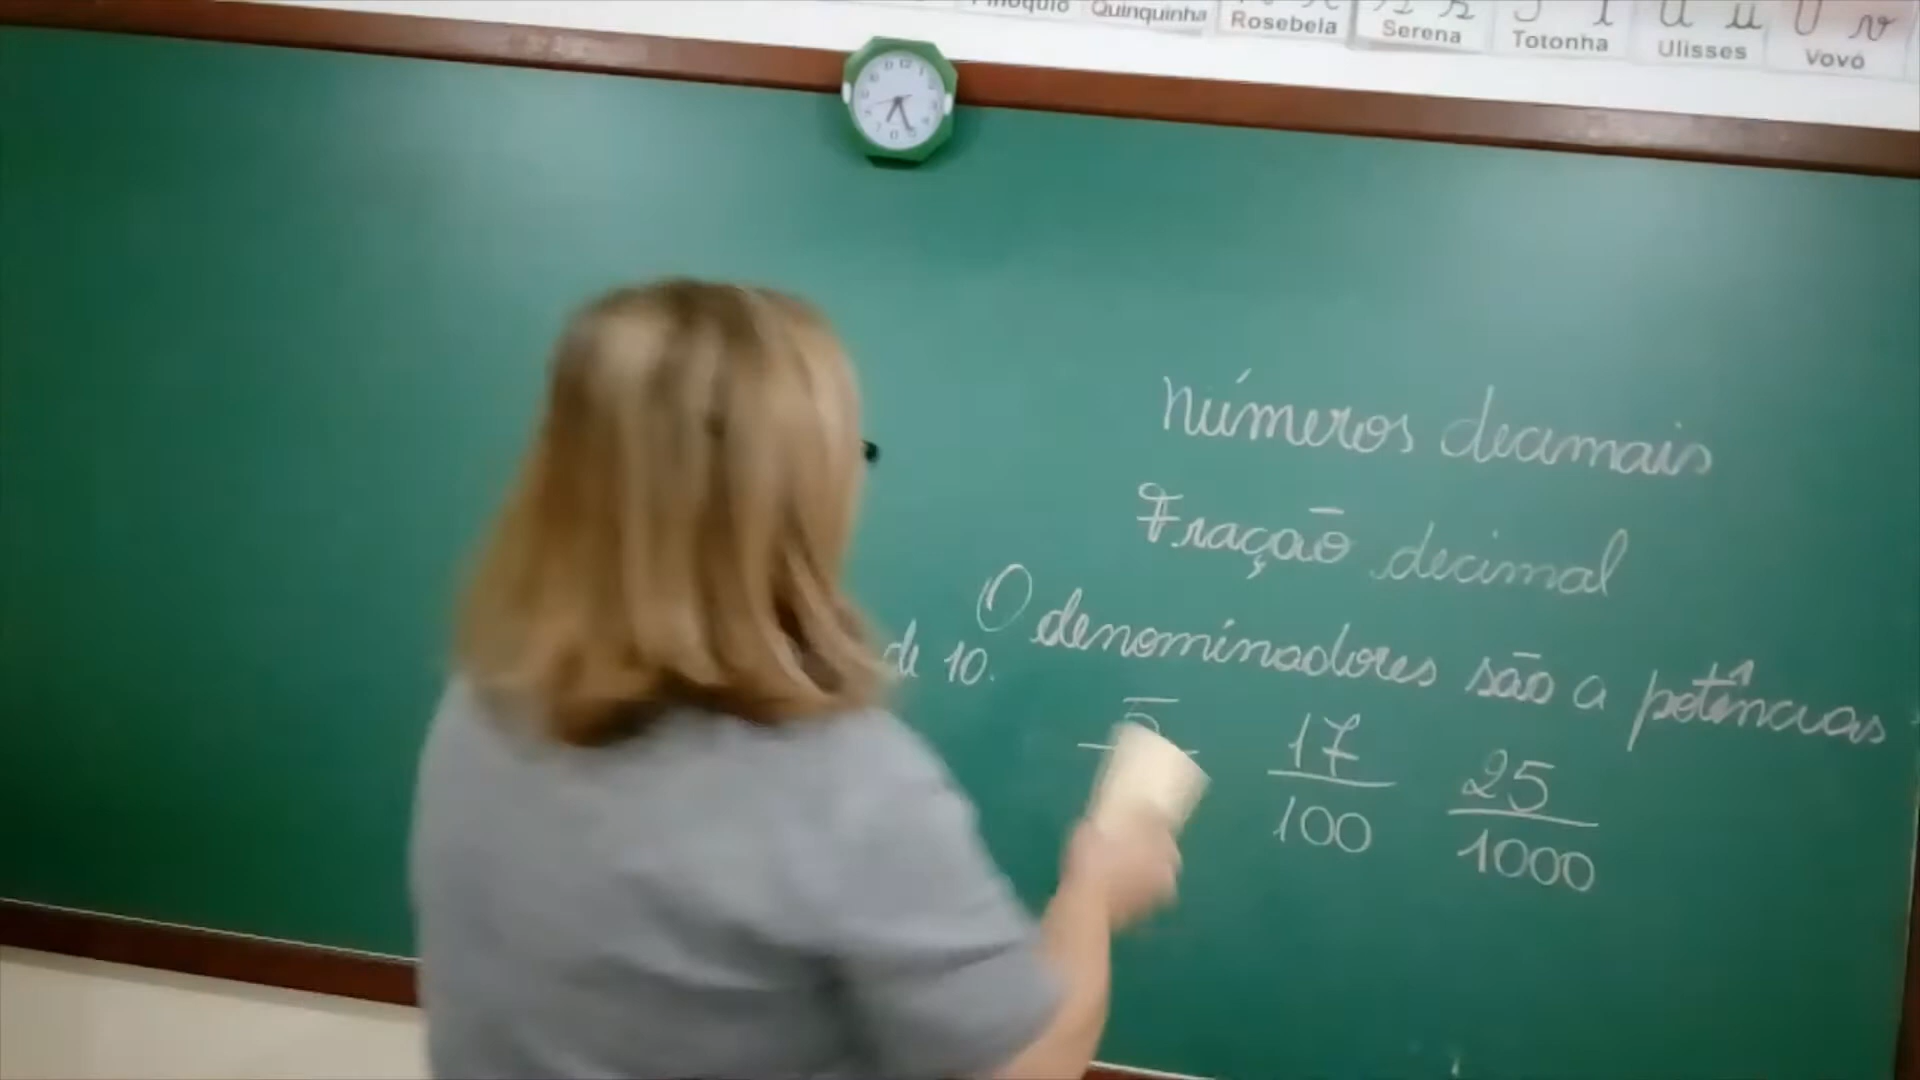 Pinóquio Quinquinha Rosebela Serena Totonha Ulisses Vovó
Números decimais
Fração decimal
O denominadores são a potências
de 10.
5 17 25
100 1000